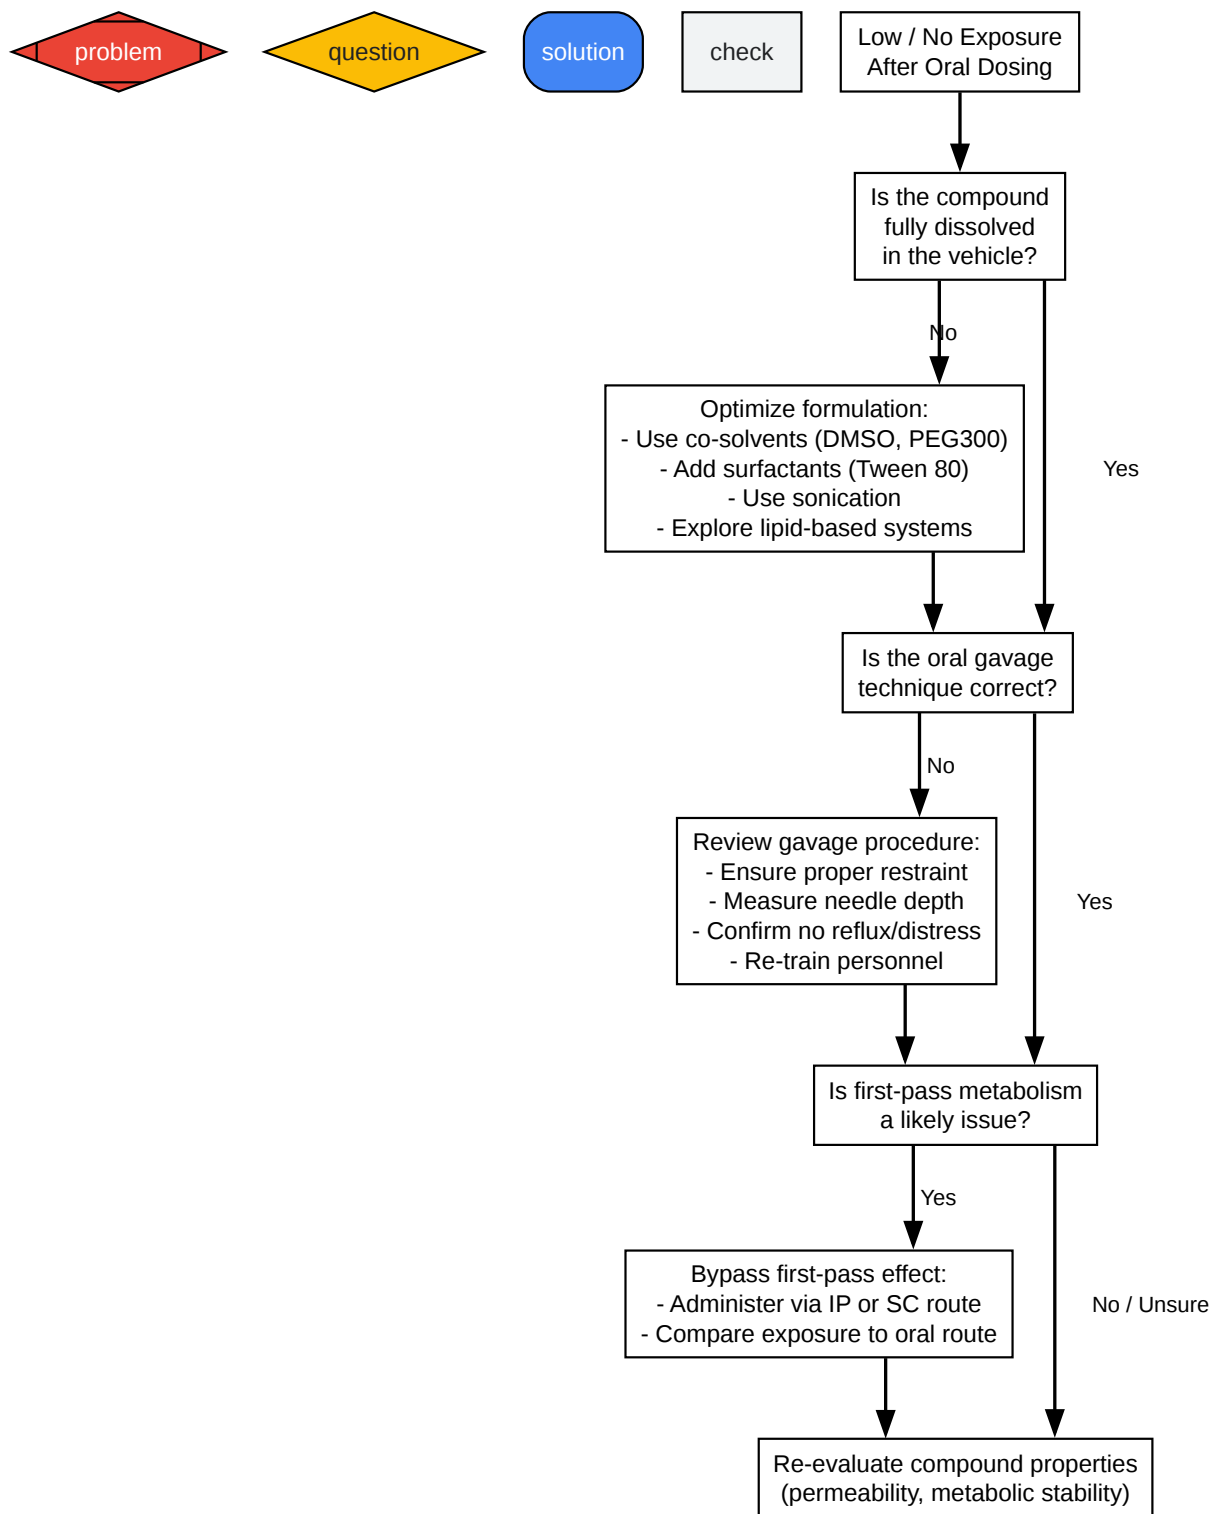 problem
question
solution
check
Low / No Exposure
After Oral Dosing
Is the compound
fully dissolved
in the vehicle?
No
Optimize formulation:
- Use co-solvents (DMSO, PEG300)
- Add surfactants (Tween 80)
- Use sonication
- Explore lipid-based systems
Yes
Is the oral gavage
technique correct?
No
Review gavage procedure:
- Ensure proper restraint
- Measure needle depth
- Confirm no reflux/distress
- Re-train personnel
Yes
Is first-pass metabolism
a likely issue?
Yes
Bypass first-pass effect:
- Administer via IP or SC route
- Compare exposure to oral route
No / Unsure
Re-evaluate compound properties
(permeability, metabolic stability)